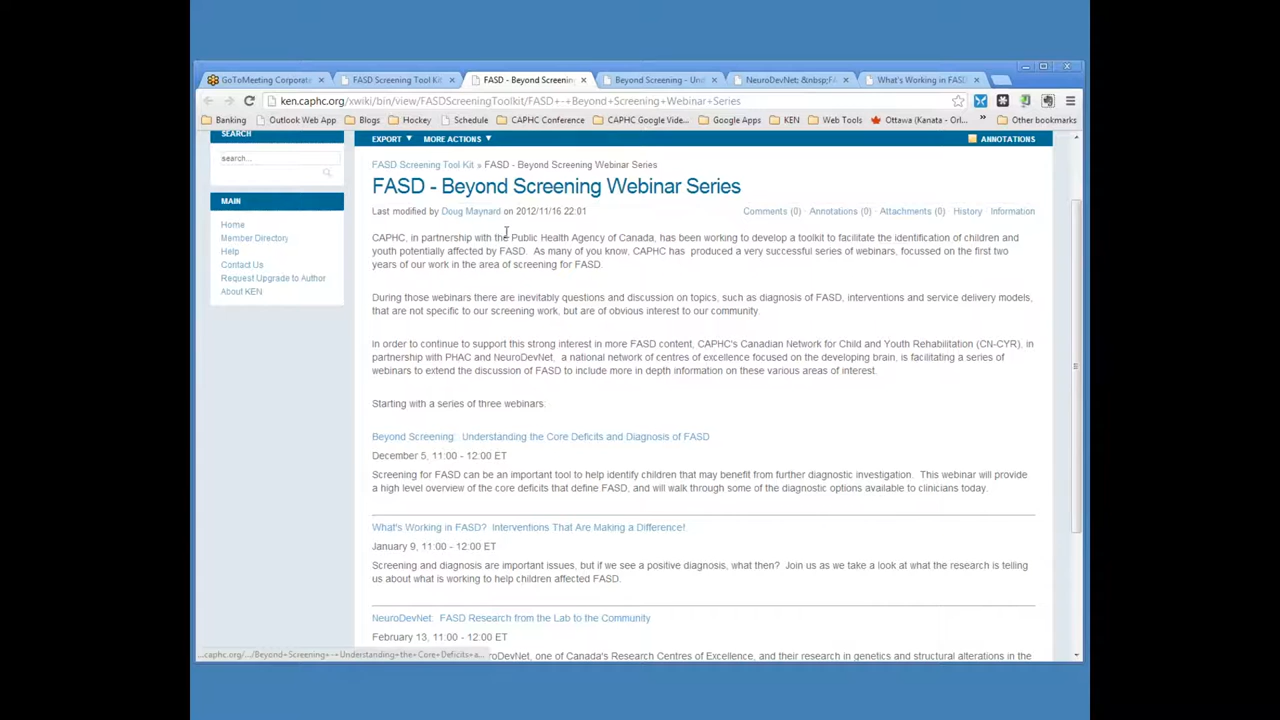 GoToMeeting Corporate
FASD Screening Tool Kit
FASD - Beyond Screening
Beyond Screening - Und
NeuroDevNet: &nbsp;FA
What's Working in FASD
ken.caphc.org/xwiki/bin/view/FASDScreeningToolkit/FASD+-+Beyond+Screening+Webinar+Series
Banking Outlook Web App Blogs Hockey Schedule CAPHC Conference CAPHC Google Vide... Google Apps KEN Web Tools Ottawa (Kanata - Orl... » Other bookmarks
SEARCH
search...
MAIN
Home
Member Directory
Help
Contact Us
Request Upgrade to Author
About KEN
EXPORT MORE ACTIONS ANNOTATIONS
FASD Screening Tool Kit » FASD - Beyond Screening Webinar Series
FASD - Beyond Screening Webinar Series
Last modified by Doug Maynard on 2012/11/16 22:01 Comments (0) Annotations (0) Attachments (0) History Information
CAPHC, in partnership with the Public Health Agency of Canada, has been working to develop a toolkit to facilitate the identification of children and
youth potentially affected by FASD. As many of you know, CAPHC has produced a very successful series of webinars, focussed on the first two
years of our work in the area of screening for FASD.
During those webinars there are inevitably questions and discussion on topics, such as diagnosis of FASD, interventions and service delivery models,
that are not specific to our screening work, but are of obvious interest to our community.
In order to continue to support this strong interest in more FASD content, CAPHC's Canadian Network for Child and Youth Rehabilitation (CN-CYR), in
partnership with PHAC and NeuroDevNet, a national network of centres of excellence focused on the developing brain, is facilitating a series of
webinars to extend the discussion of FASD to include more in depth information on these various areas of interest.
Starting with a series of three webinars:
Beyond Screening: Understanding the Core Deficits and Diagnosis of FASD
December 5, 11:00 - 12:00 ET
Screening for FASD can be an important tool to help identify children that may benefit from further diagnostic investigation. This webinar will provide
a high level overview of the core deficits that define FASD, and will walk through some of the diagnostic options available to clinicians today.
What's Working in FASD? Interventions That Are Making a Difference!
January 9, 11:00 - 12:00 ET
Screening and diagnosis are important issues, but if we see a positive diagnosis, what then? Join us as we take a look at what the research is telling
us about what is working to help children affected FASD.
NeuroDevNet: FASD Research from the Lab to the Community
February 13, 11:00 - 12:00 ET
roDevNet, one of Canada's Research Centres of Excellence, and their research in genetics and structural alterations in the
...caphc.org/.../Beyond+Screening+-+Understanding+the+Core+Deficits+a...